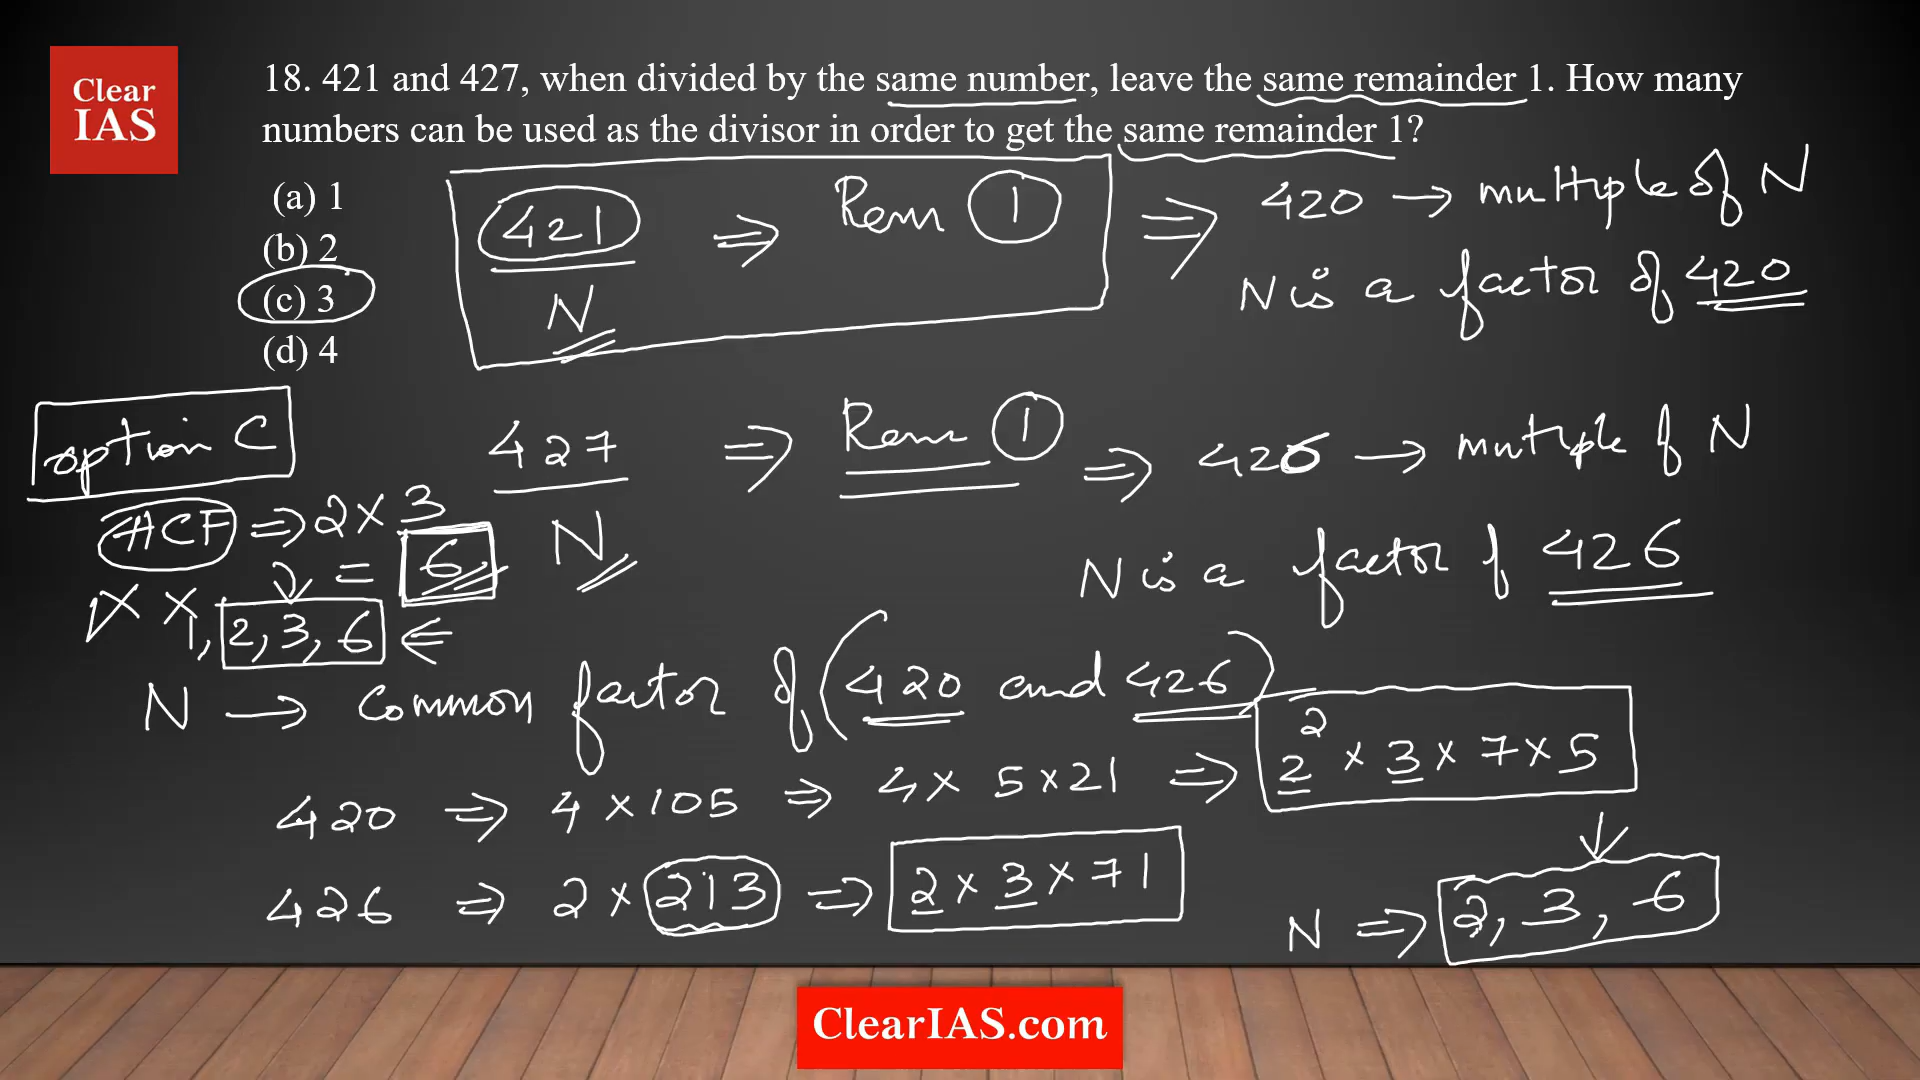 Clear
IAS
18. 421 and 427, when divided by the same number, leave the same remainder 1. How many
numbers can be used as the divisor in order to get the same remainder 1?
(a) 1
(b) 2
(c) 3
(d) 4
421 ⇒ Rem 1 ⇒ 420 → multiple of N
N
N is a factor of 420
option C
427 ⇒ Rem 1 ⇒ 426 → multiple of N
N
N is a factor of 426
HCF ⇒ 2 × 3
= 6
1, 2, 3, 6 ⇐
N → Common factor of (420 and 426)
420 ⇒ 4 × 105 ⇒ 4 × 5 × 21 ⇒ 2² × 3 × 7 × 5
426 ⇒ 2 × 213 ⇒ 2 × 3 × 71
N ⇒ 2, 3, 6
ClearIAS.com